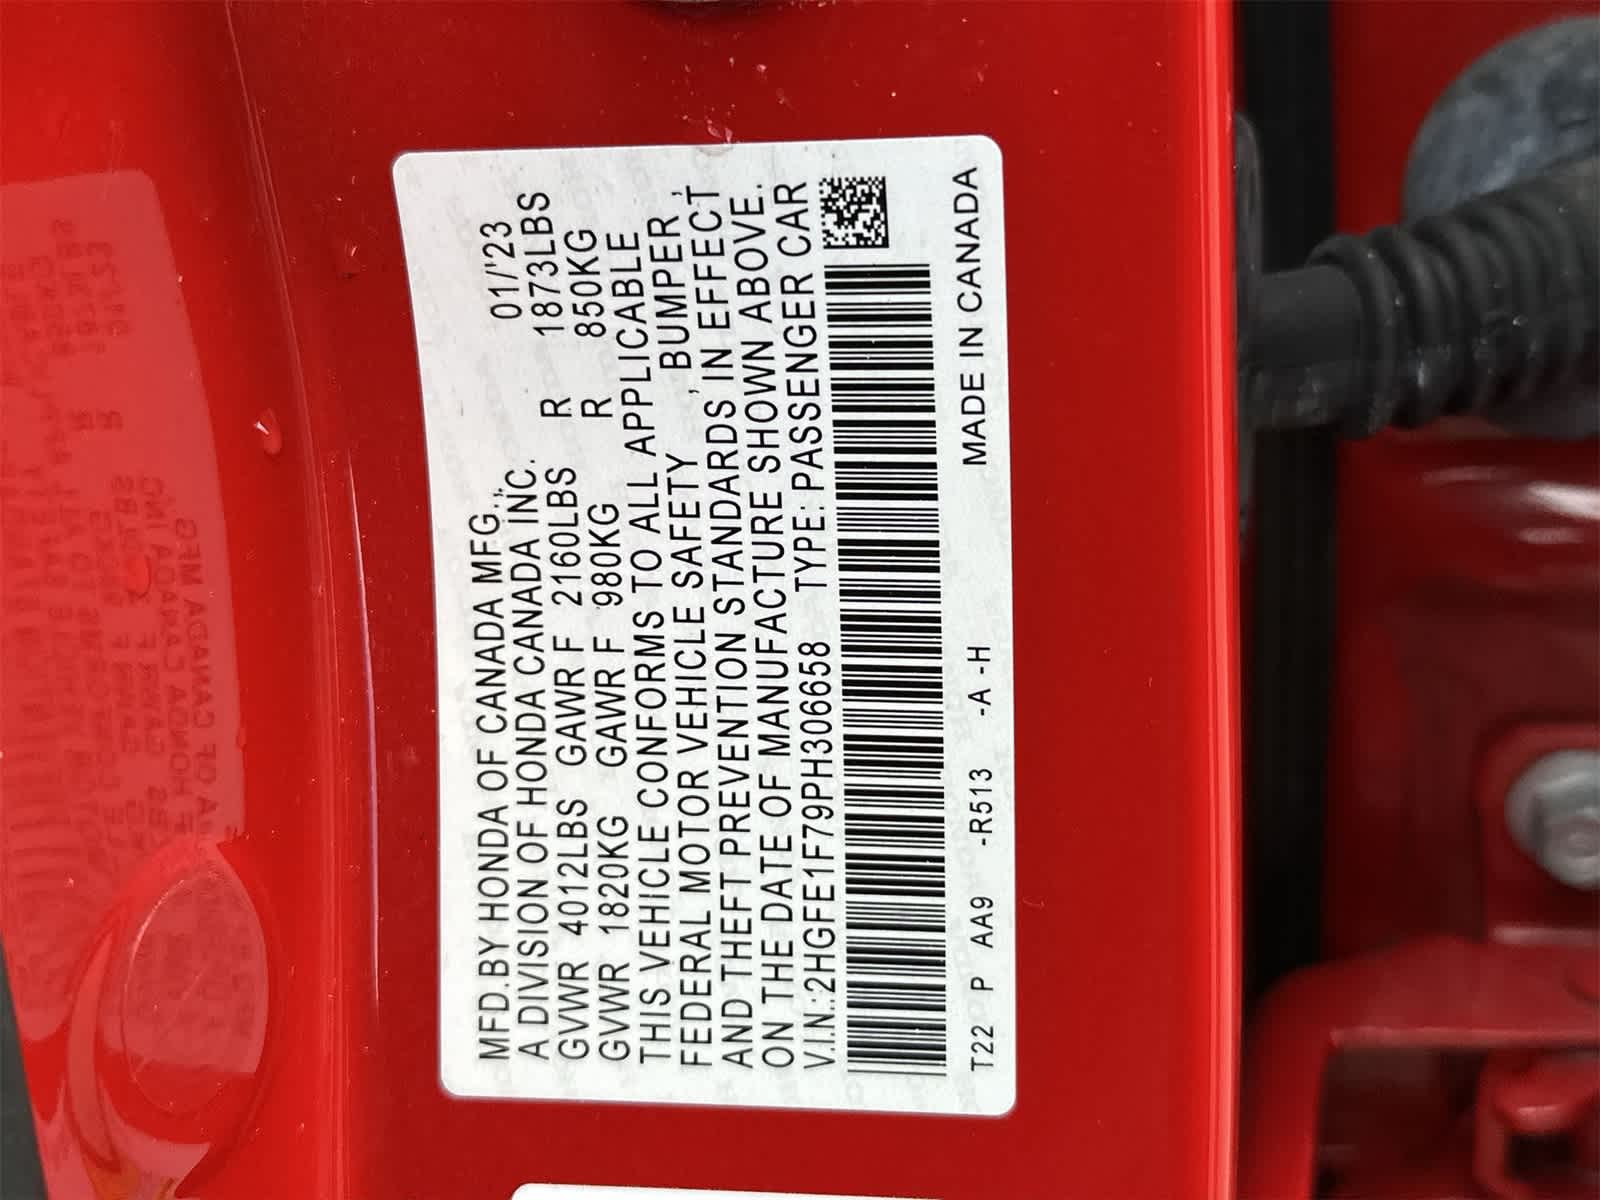 MFD.BY HONDA OF CANADA MFG., 01/'23
A DIVISION OF HONDA CANADA INC.
GVWR 4012LBS GAWR F 2160LBS R 1873LBS
GVWR 1820KG GAWR F 980KG R 850KG
THIS VEHICLE CONFORMS TO ALL APPLICABLE
FEDERAL MOTOR VEHICLE SAFETY , BUMPER ,
AND THEFT PREVENTION STANDARDS IN EFFECT
ON THE DATE OF MANUFACTURE SHOWN ABOVE.
V.I.N.:2HGFE1F79PH306658 TYPE: PASSENGER CAR
T22 P AA9 -R513 -A -H MADE IN CANADA